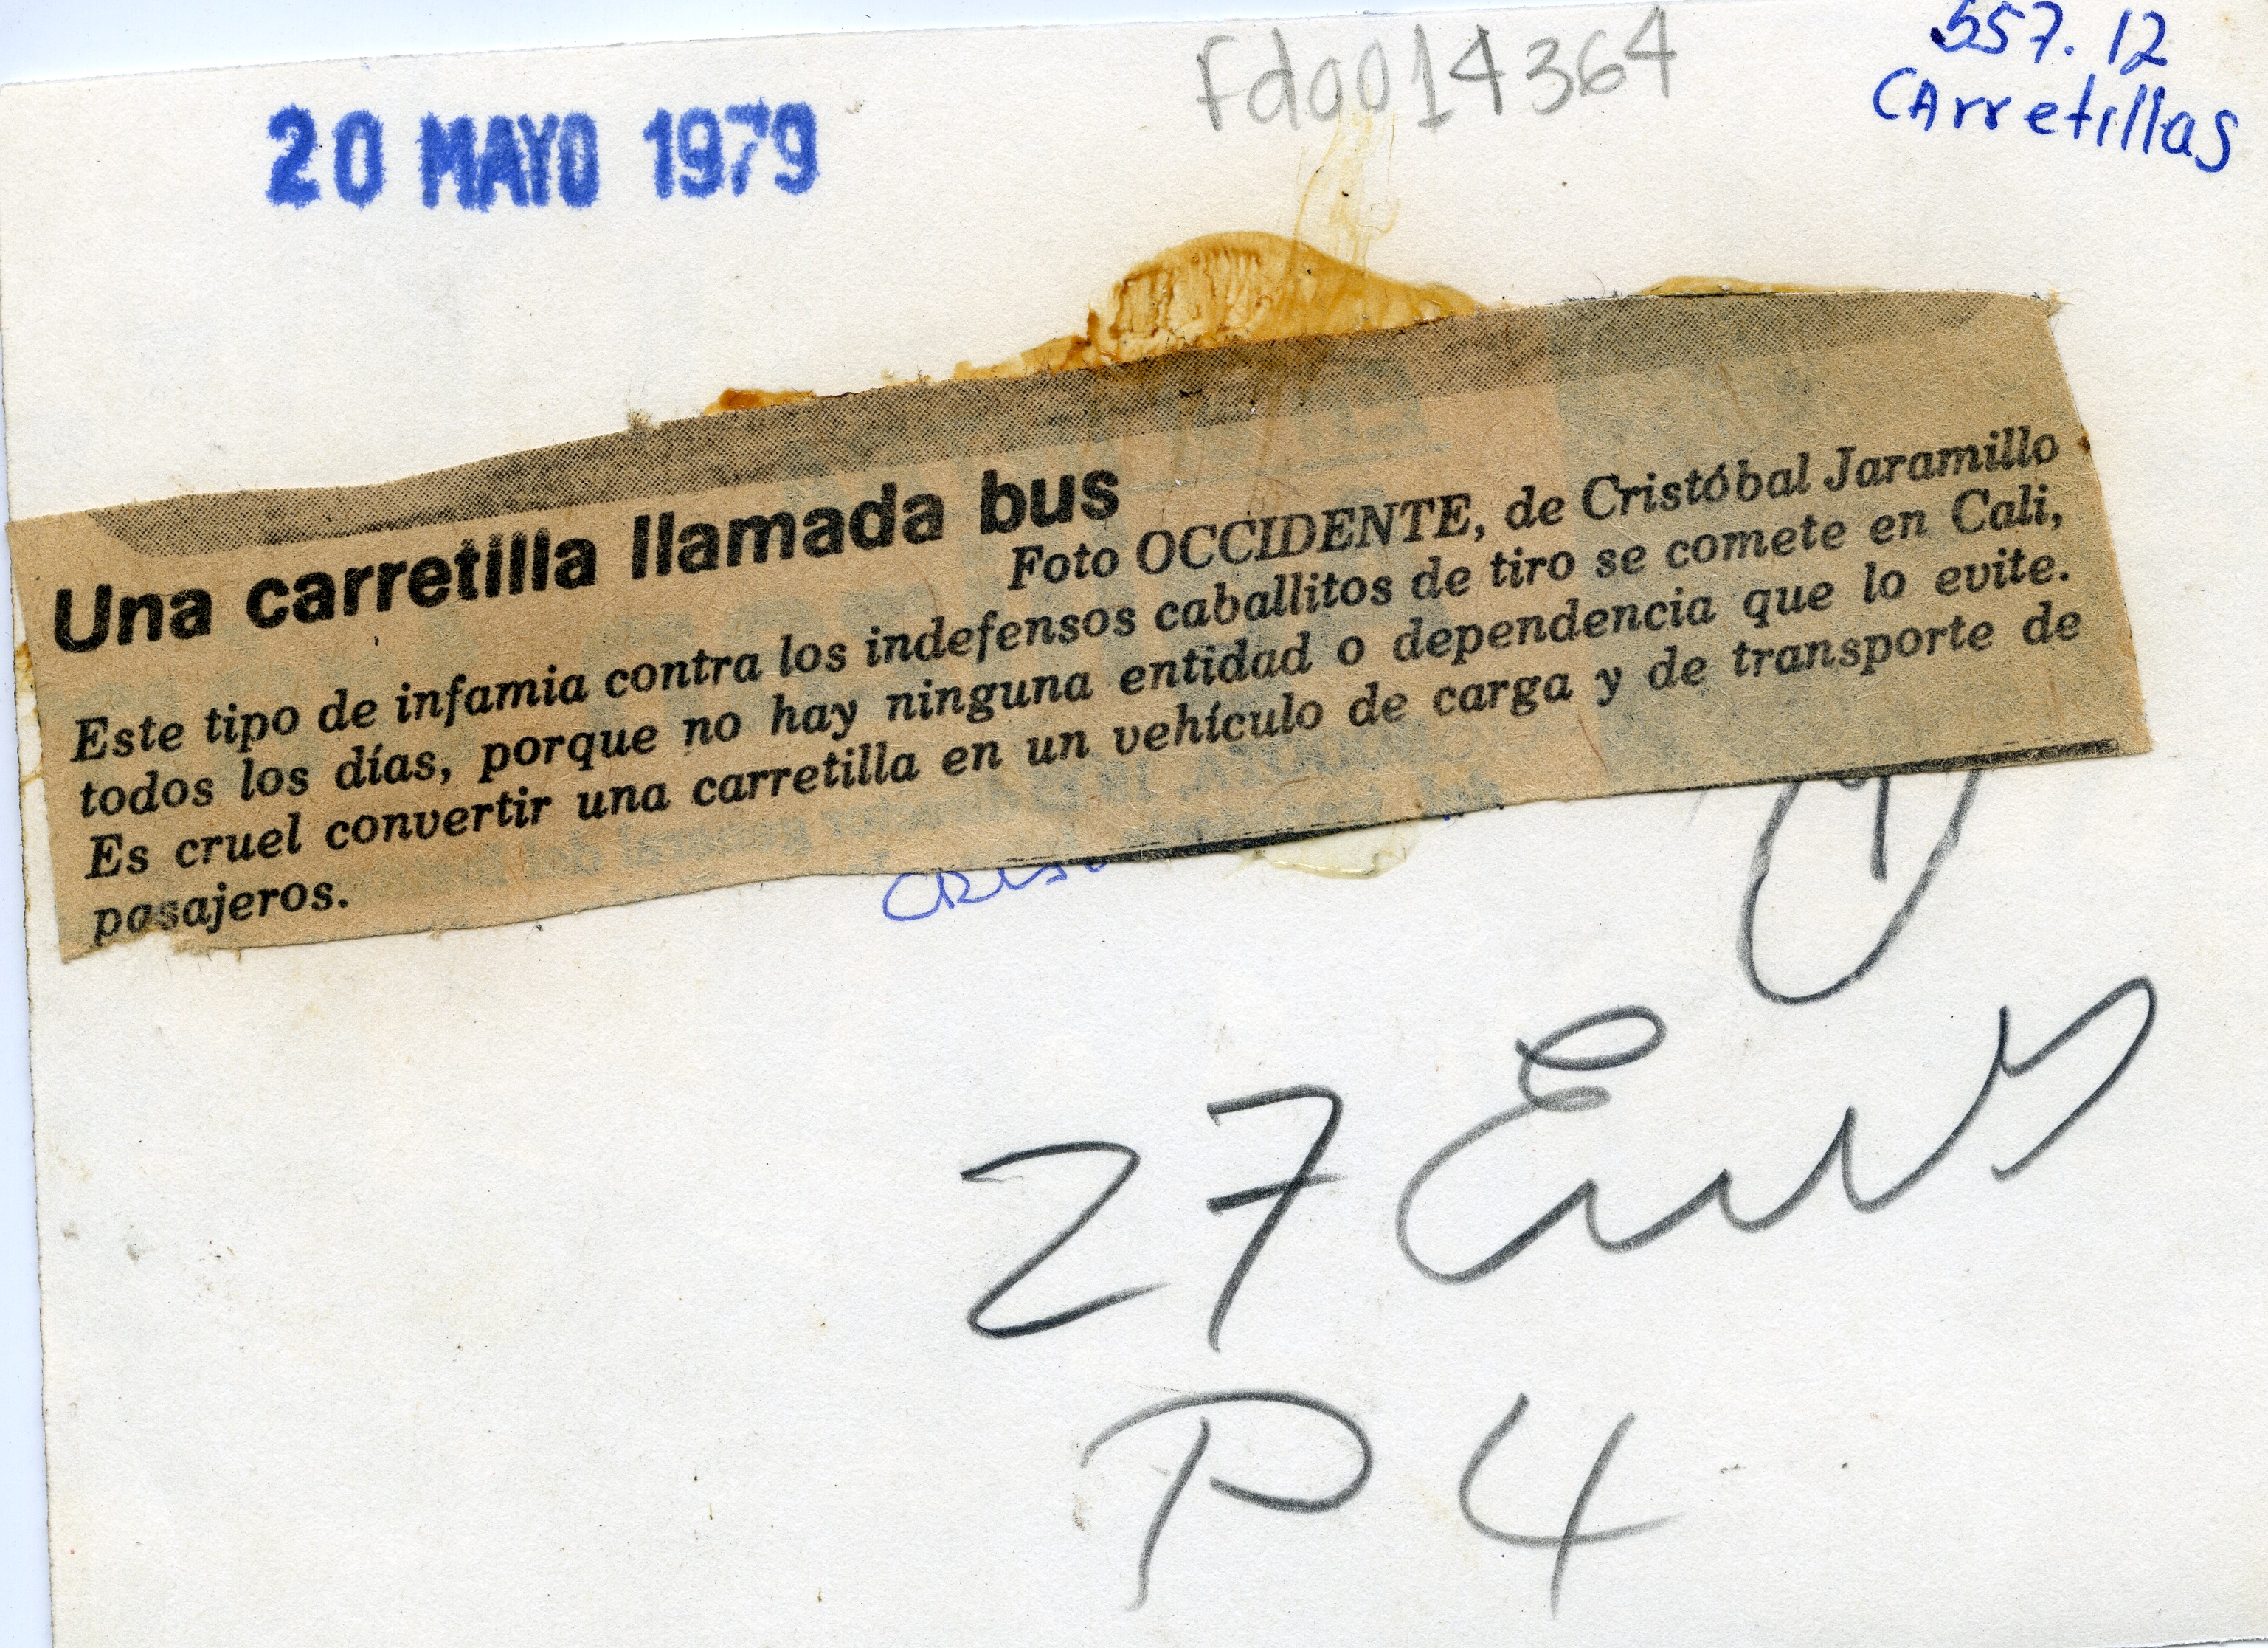 557.12
CArretillas
Fd0014364
20 MAYO 1979
Una carretilla llamada bus
Foto OCCIDENTE, de Cristóbal Jaramillo
Este tipo de infamia contra los indefensos caballitos de tiro se comete en Cali,
todos los días, porque no hay ninguna entidad o dependencia que lo evite.
Es cruel convertir una carretilla en un vehículo de carga y de transporte de
pasajeros.
27
P4